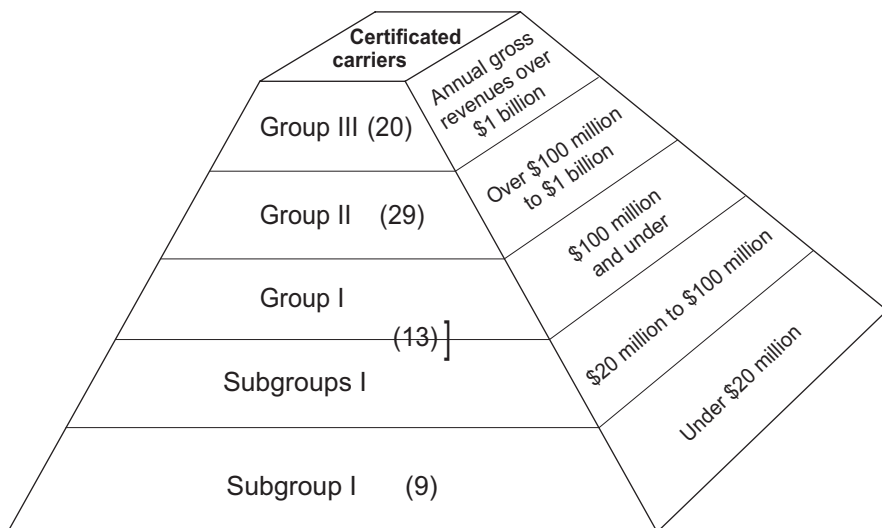 Certificated
carriers
Annual gross
revenues over
$1 billion
Group III (20)
Over $100 million
to $1 billion
Group II (29)
$100 million
and under
Group I
(13) ]
$20 million to $100 million
Subgroups I
Under $20 million
Subgroup I (9)